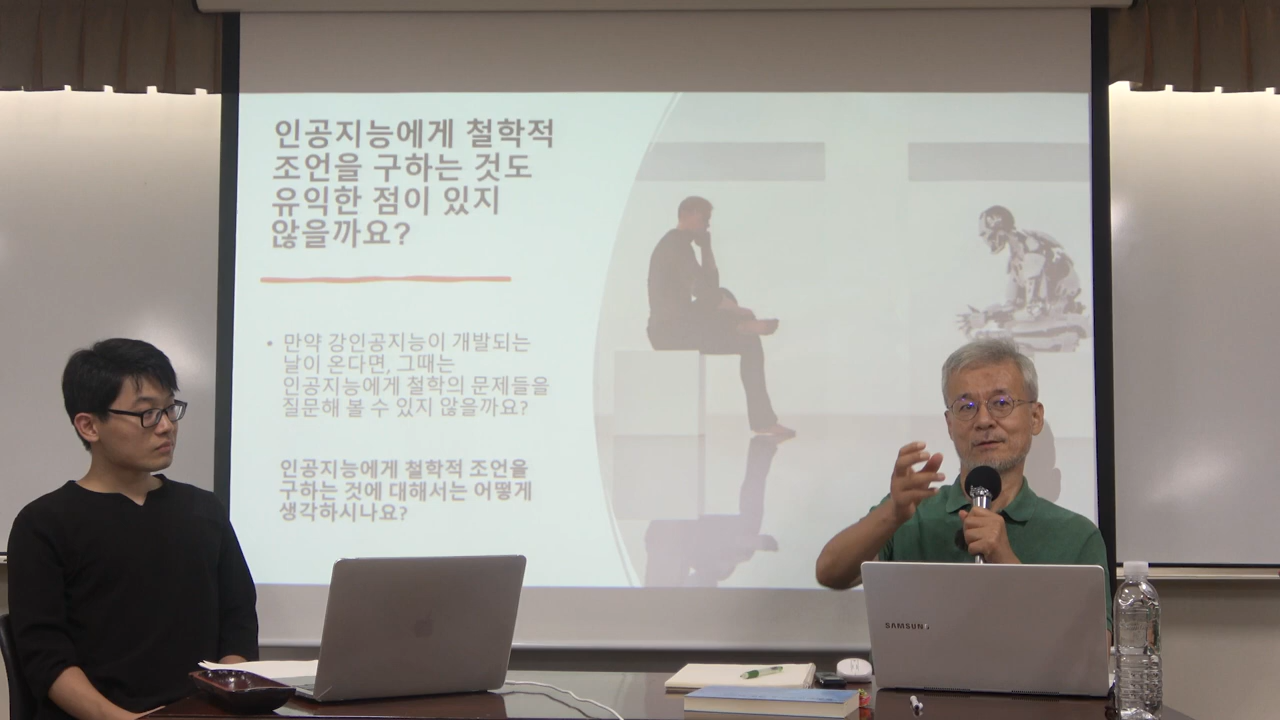 인공지능에게 철학적
조언을 구하는 것도
유익한 점이 있지
않을까요?
• 만약 강인공지능이 개발되는
날이 온다면, 그때는
인공지능에게 철학의 문제들을
질문해 볼 수 있지 않을까요?
인공지능에게 철학적 조언을
구하는 것에 대해서는 어떻게
생각하시나요?
SAMSUNG